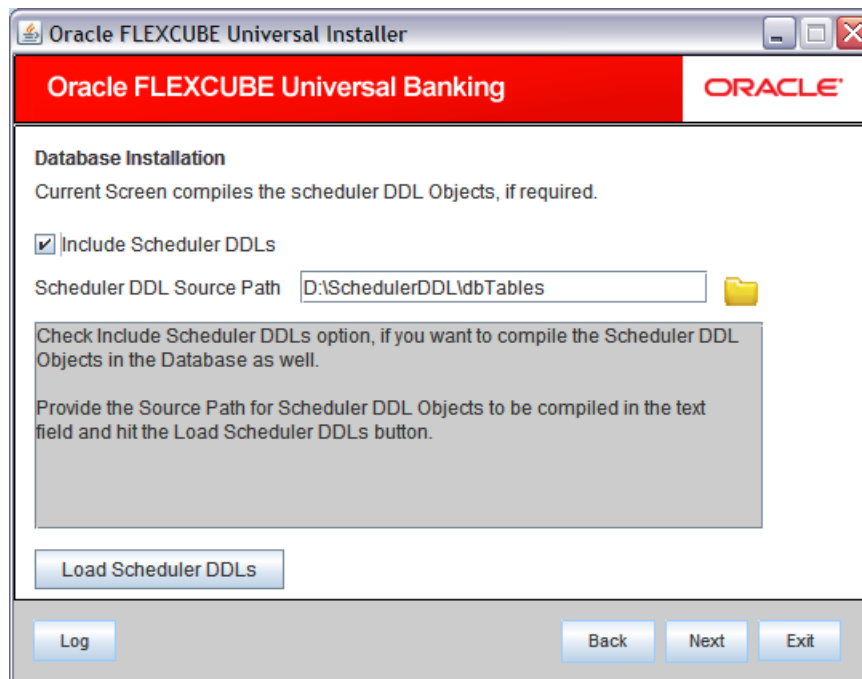 Oracle FLEXCUBE Universal Installer
Oracle FLEXCUBE Universal Banking
ORACLE®
Database Installation
Current Screen compiles the scheduler DDL Objects, if required.
Include Scheduler DDLs
Scheduler DDL Source Path D:\SchedulerDDL\dbTables
Check Include Scheduler DDLs option, if you want to compile the Scheduler DDL
Objects in the Database as well.
Provide the Source Path for Scheduler DDL Objects to be compiled in the text
field and hit the Load Scheduler DDLs button.
Load Scheduler DDLs
Log Back Next Exit